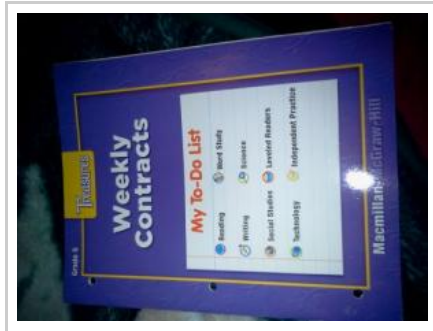 Grade 6
Treasures
Weekly
Contracts
My To-Do List
Reading Word Study
Writing Science
Social Studies Leveled Readers
Technology Independent Practice
Macmillan McGraw-Hill